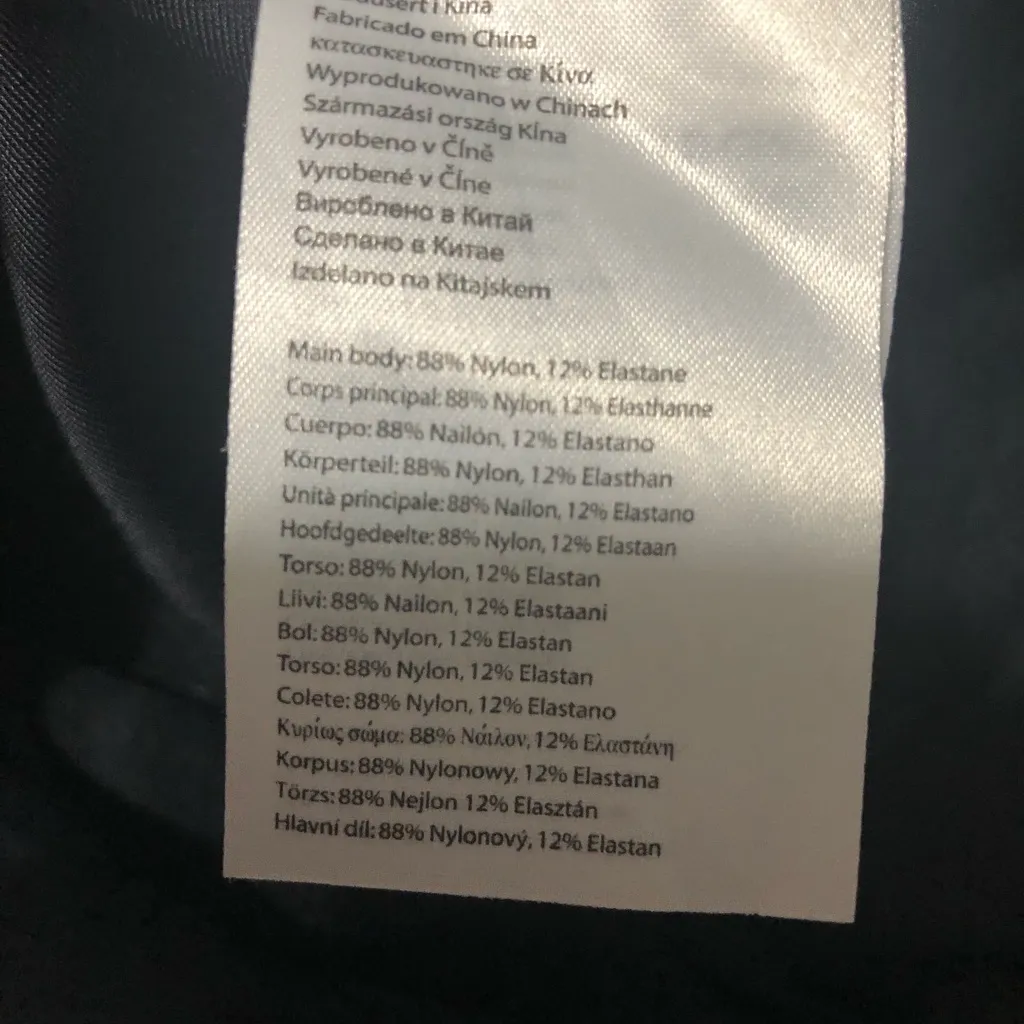 i Kina
Fabricado em China
κατασκευαστηκε σε Κίνα
Wyprodukowano w Chinach
Származási ország KÍna
Vyrobeno v ČÍně
Vyrobené v ČÍne
Вироблено в Китай
Сделано в Китае
Izdelano na Kitajskem
Main body: 88% Nylon, 12% Elastane
Corps principal: 88% Nylon, 12% Elasthanne
Cuerpo: 88% Nailón, 12% Elastano
Körperteil: 88% Nylon, 12% Elasthan
Unità principale: 88% Nailon, 12% Elastano
Hoofdgedeelte: 88% Nylon, 12% Elastaan
Torso: 88% Nylon, 12% Elastan
Liivi: 88% Nailon, 12% Elastaani
Bol: 88% Nylon, 12% Elastan
Torso: 88% Nylon, 12% Elastan
Colete: 88% Nylon, 12% Elastano
Κυρίως σώμα: 88% Νάιλον, 12% Ελαστάνη
Korpus: 88% Nylonowy, 12% Elastana
Törzs: 88% Nejlon 12% Elasztán
Hlavní díl: 88% Nylonový, 12% Elastan